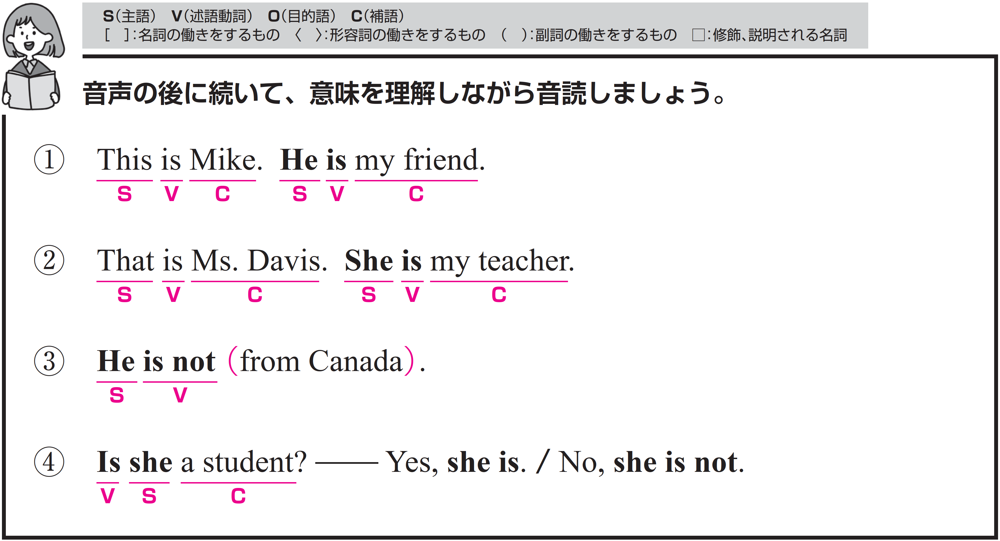 S（主語）　V（述語動詞）　O（目的語）　C（補語）
［　］：名詞の働きをするもの　〈　〉：形容詞の働きをするもの　（　）：副詞の働きをするもの　□：修飾、説明される名詞
音声の後に続いて、意味を理解しながら音読しましょう。
① This is Mike. He is my friend.
S V C S V C
② That is Ms. Davis. She is my teacher.
S V C S V C
③ He is not （from Canada）.
S V
④ Is she a student? ── Yes, she is. / No, she is not.
V S C